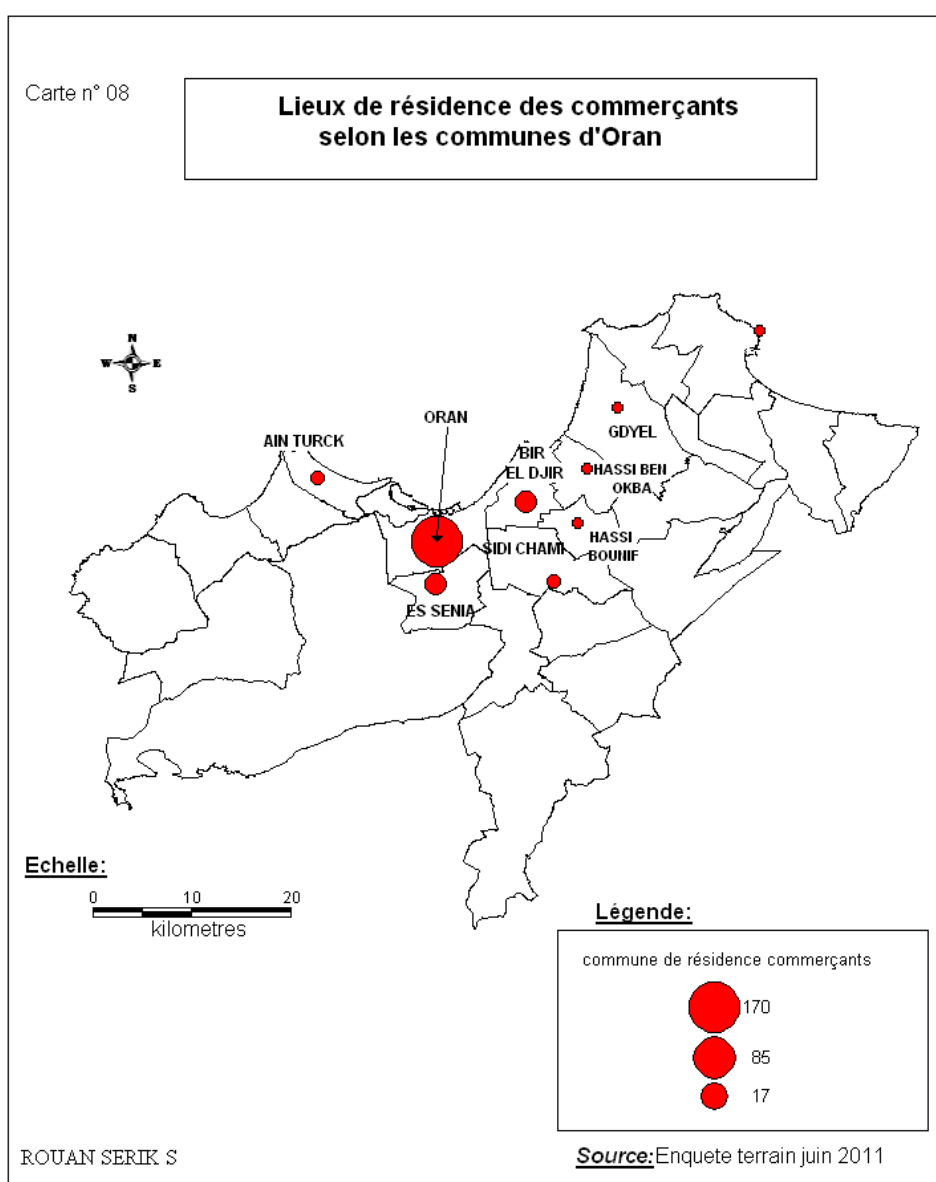 Carte n° 08
Lieux de résidence des commerçants
selon les communes d'Oran
N
W E
S
ORAN
AIN TURCK
GDYEL
BIR
EL DJIR
HASSI BEN
OKBA
HASSI
BOUNIF
SIDI CHAMI
ES SENIA
Echelle:
0 10 20
kilometres
Légende:
commune de résidence commerçants
170
85
17
ROUAN SERIK S
Source:Enquete terrain juin 2011